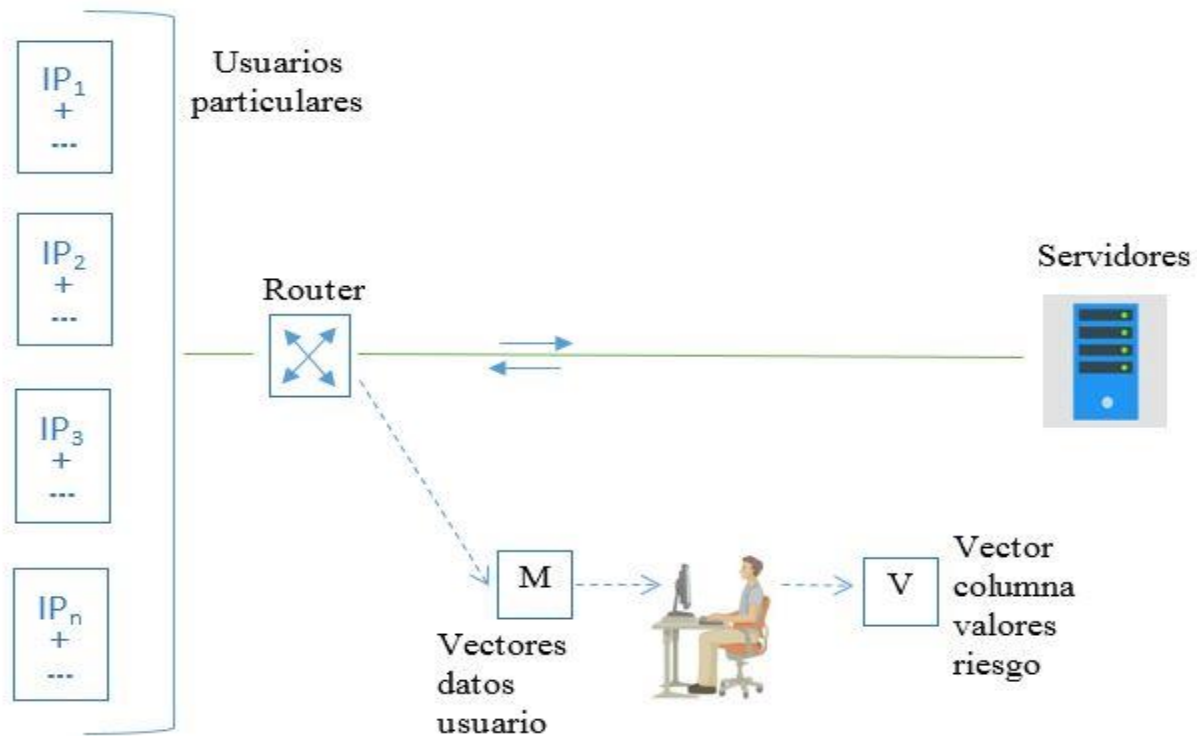 IP₁
+
---
IP₂
+
---
IP₃
+
---
IPₙ
+
---
Usuarios
particulares
Router
Servidores
M
Vectores
datos
usuario
V
Vector
columna
valores
riesgo